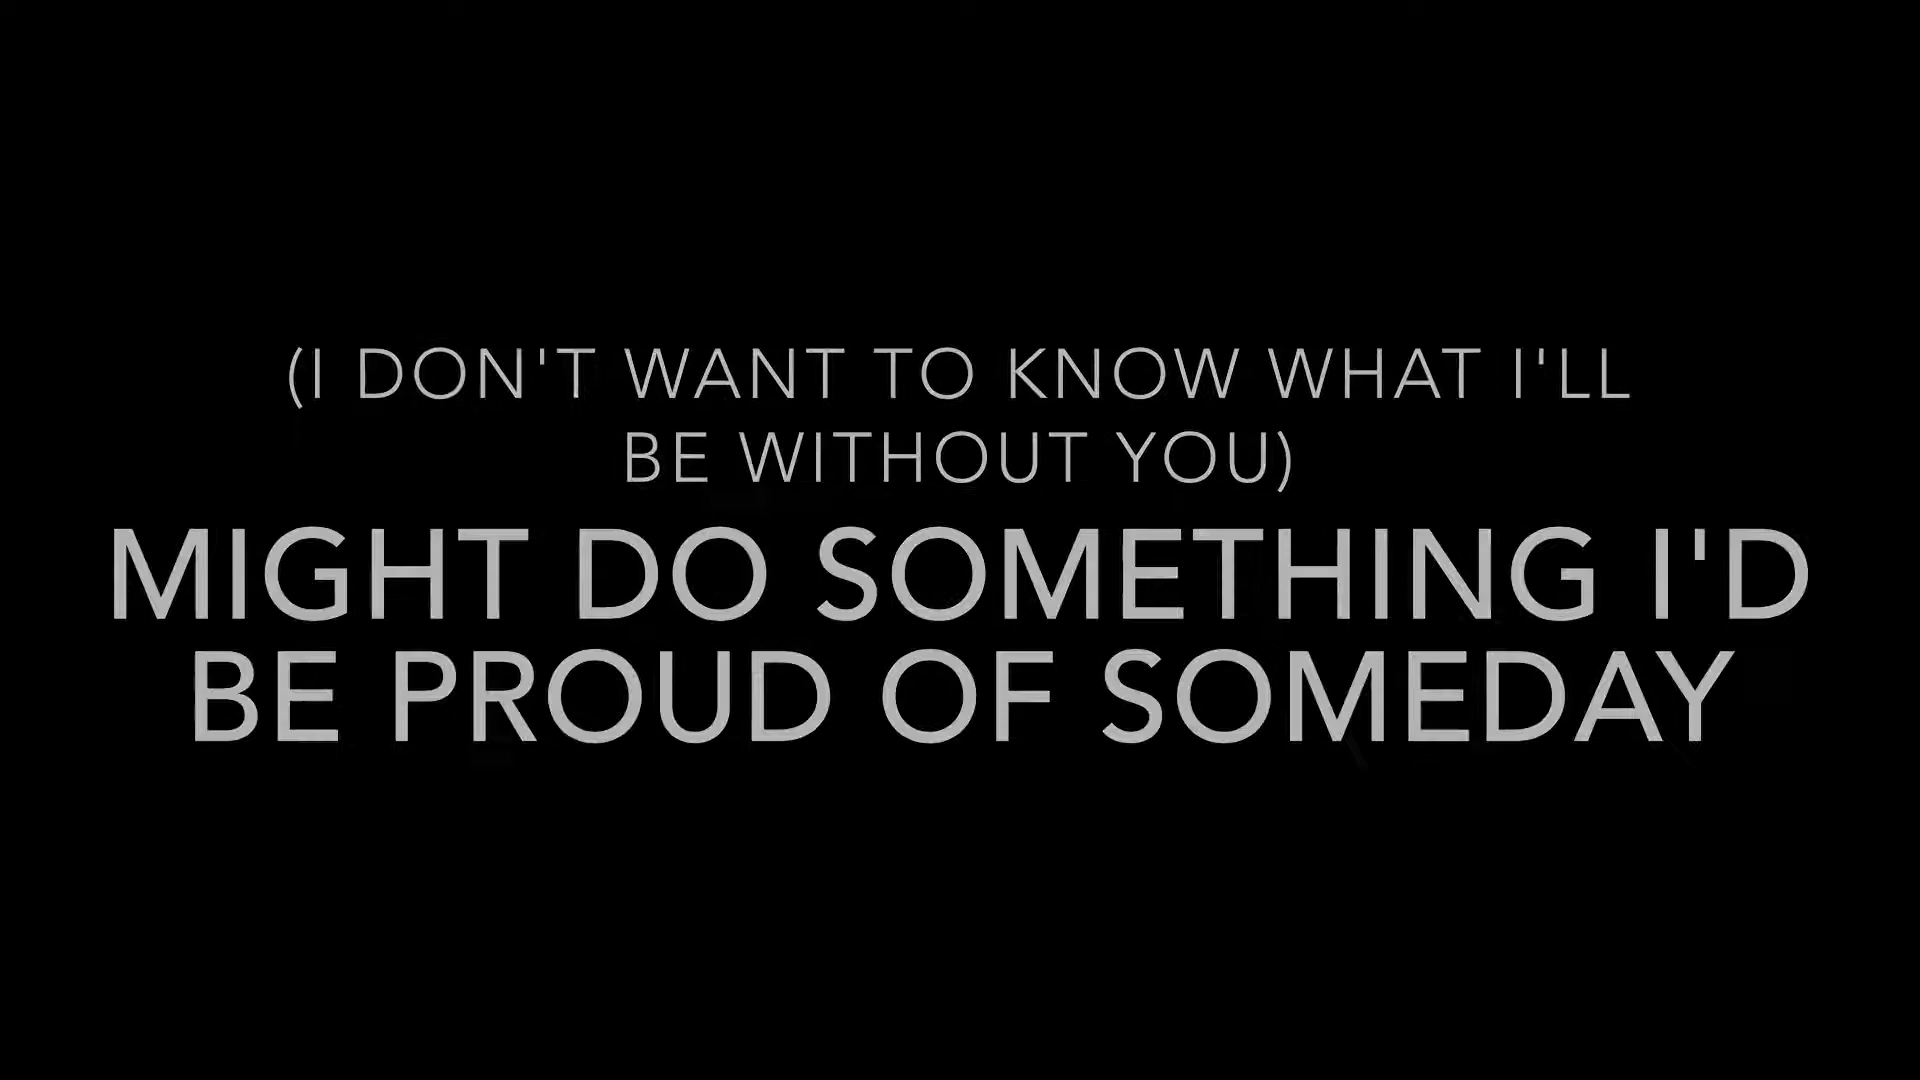 (I DON'T WANT TO KNOW WHAT I'LL
BE WITHOUT YOU)
MIGHT DO SOMETHING I'D
BE PROUD OF SOMEDAY